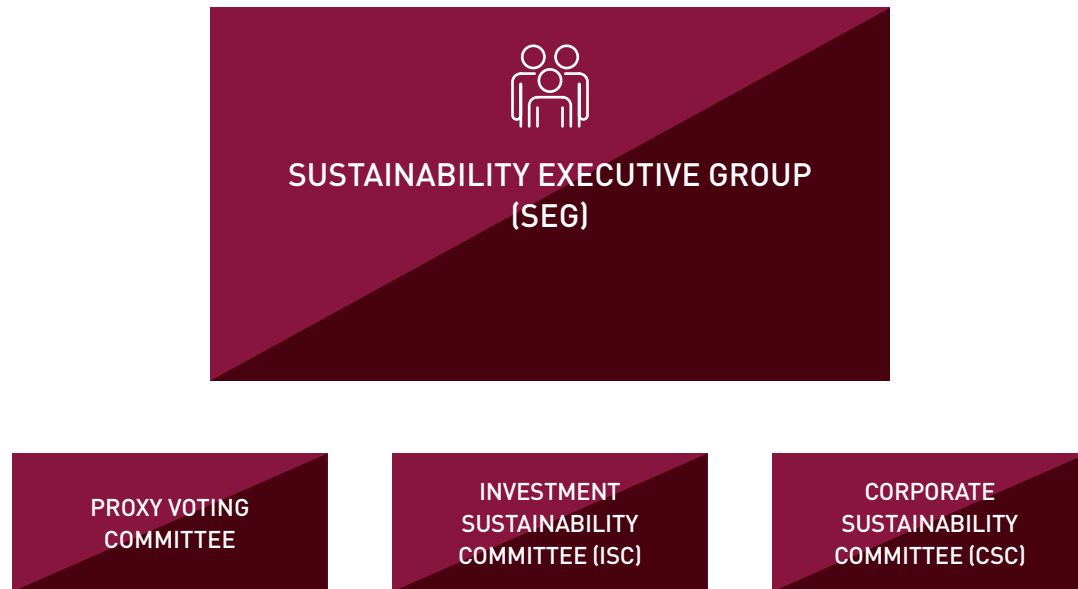 SUSTAINABILITY EXECUTIVE GROUP
(SEG)
PROXY VOTING
COMMITTEE
INVESTMENT
SUSTAINABILITY
COMMITTEE (ISC)
CORPORATE
SUSTAINABILITY
COMMITTEE (CSC)